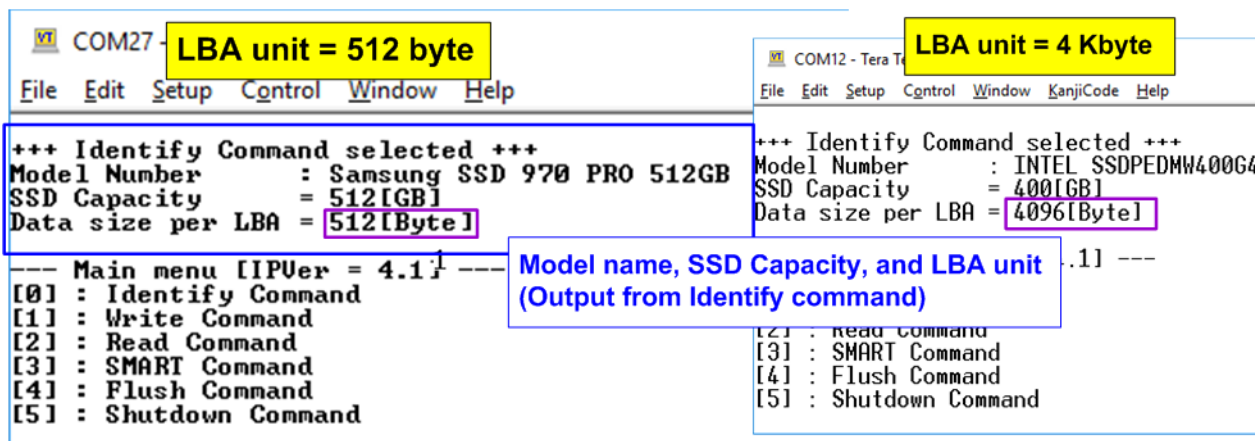 COM27 -
LBA unit = 512 byte
File Edit Setup Control Window Help
+++ Identify Command selected +++
Model Number : Samsung SSD 970 PRO 512GB
SSD Capacity = 512[GB]
Data size per LBA = 512[Byte]
--- Main menu [IPVer = 4.1] ---
[0] : Identify Command
[1] : Write Command
[2] : Read Command
[3] : SMART Command
[4] : Flush Command
[5] : Shutdown Command
Model name, SSD Capacity, and LBA unit
(Output from Identify command)
COM12 - Tera
LBA unit = 4 Kbyte
File Edit Setup Control Window KanjiCode Help
+++ Identify Command selected +++
Model Number : INTEL SSDPEDMW400G4
SSD Capacity = 400[GB]
Data size per LBA = 4096[Byte]
.1] ---
[2] : Read Command
[3] : SMART Command
[4] : Flush Command
[5] : Shutdown Command